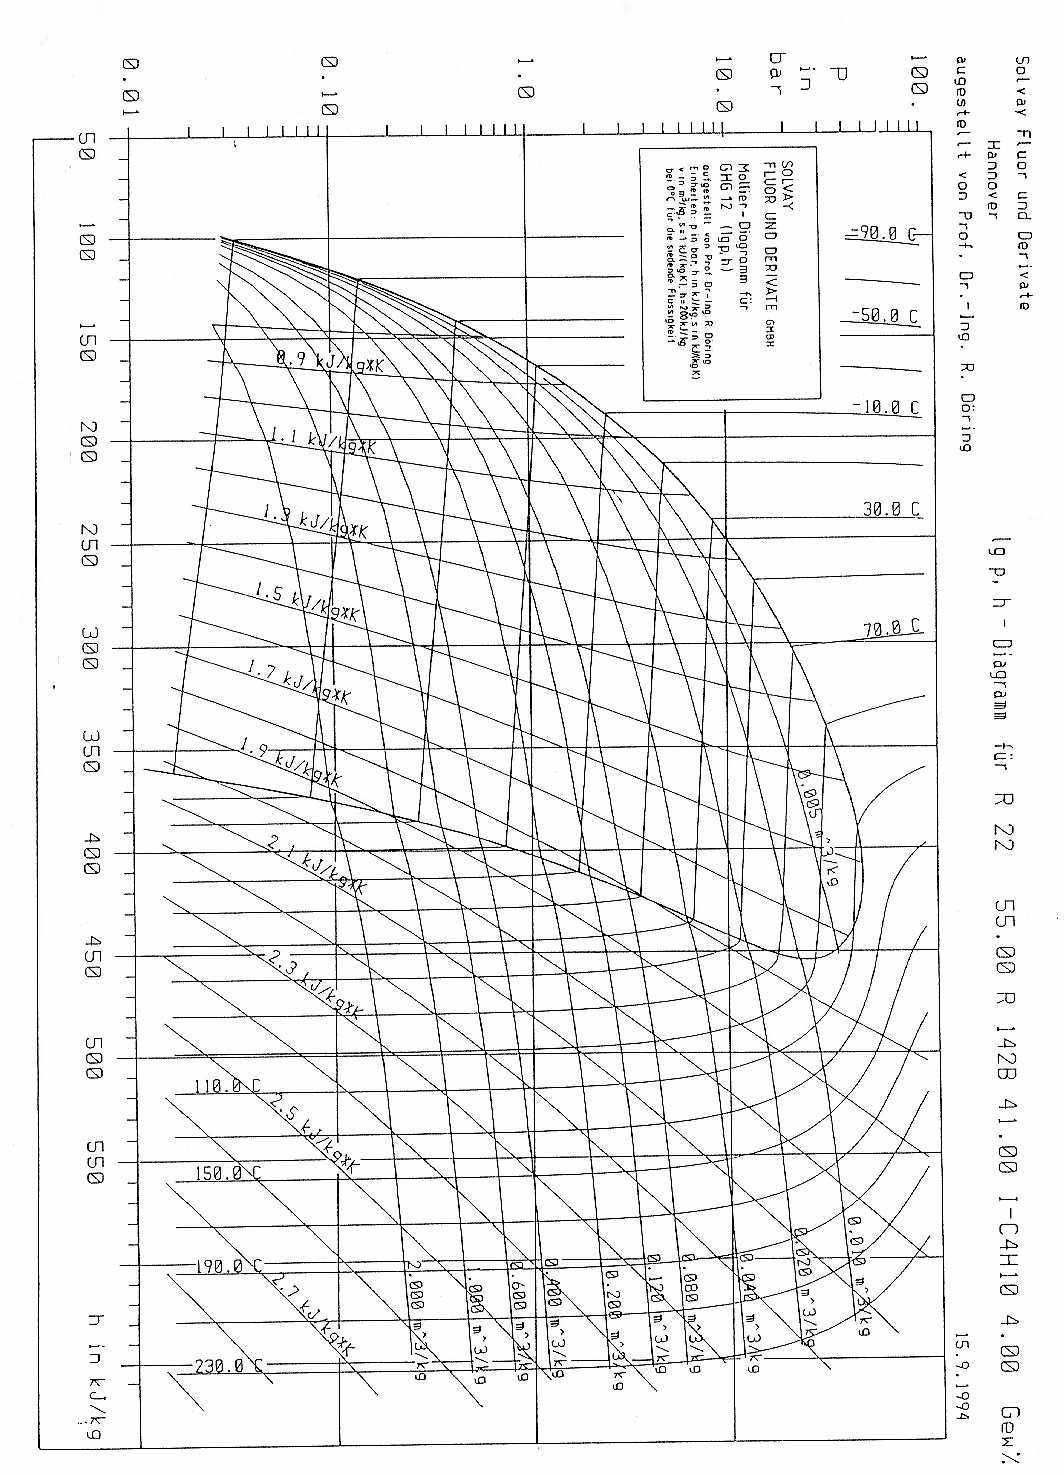 Solvay Fluor und Derivate
Hannover
lg p, h - Diagramm für R 22 55.00 R 142B 41.00 I-C4H10 4.00 Gew%
augestellt von Prof. Dr.-Ing. R. Döring
15.9.1994
100.
P
in
bar
10.0
1.0
0.10
0.01
SOLVAY
FLUOR UND DERIVATE GMBH
Mollier-Diagramm für
GHG 12 (lgp,h)
aufgestellt von Prof Dr-Ing R Döring
Einheiten: p in bar, h in kJ/kg, s in kJ/(kg K)
v in m³/kg, s=1 kJ/(kg K), h=200kJ/kg
bei 0°C für die siedende Flüssigkeit
-90.0 C
-50.0 C
-10.0 C
30.0 C
70.0 C
0.9 kJ/kg*K
1.1 kJ/kg*K
1.3 kJ/kg*K
1.5 kJ/kg*K
1.7 kJ/kg*K
1.9 kJ/kg*K
2.1 kJ/kg*K
2.3 kJ/kg*K
2.5 kJ/kg*K
2.7 kJ/kg*K
0.005 m^3/kg
0.010 m^3/kg
0.020 m^3/kg
0.040 m^3/kg
0.080 m^3/kg
0.120 m^3/kg
0.200 m^3/kg
0.400 m^3/kg
0.600 m^3/kg
1.000 m^3/kg
2.000 m^3/kg
110.0 C
150.0 C
190.0 C
230.0 C
50 100 150 200 250 300 350 400 450 500 550 h in kJ/kg